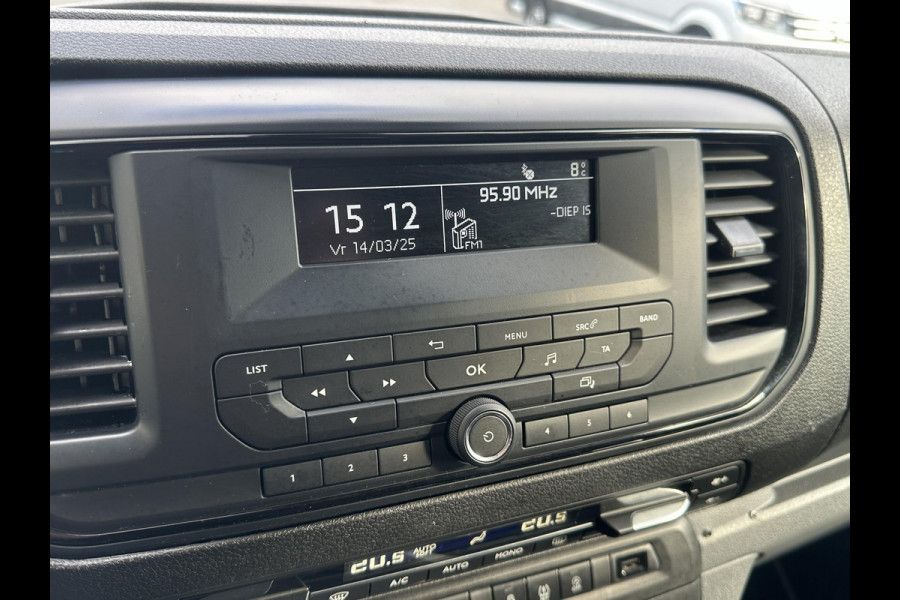 8°C
15 12
95.90 MHz
-DIEP IS
Vr 14/03/25
FM1
LIST
MENU
SRC
BAND
OK
TA
1
2
3
4
5
6
20.5
AUTO
20.5
A/C
AUTO
MONO